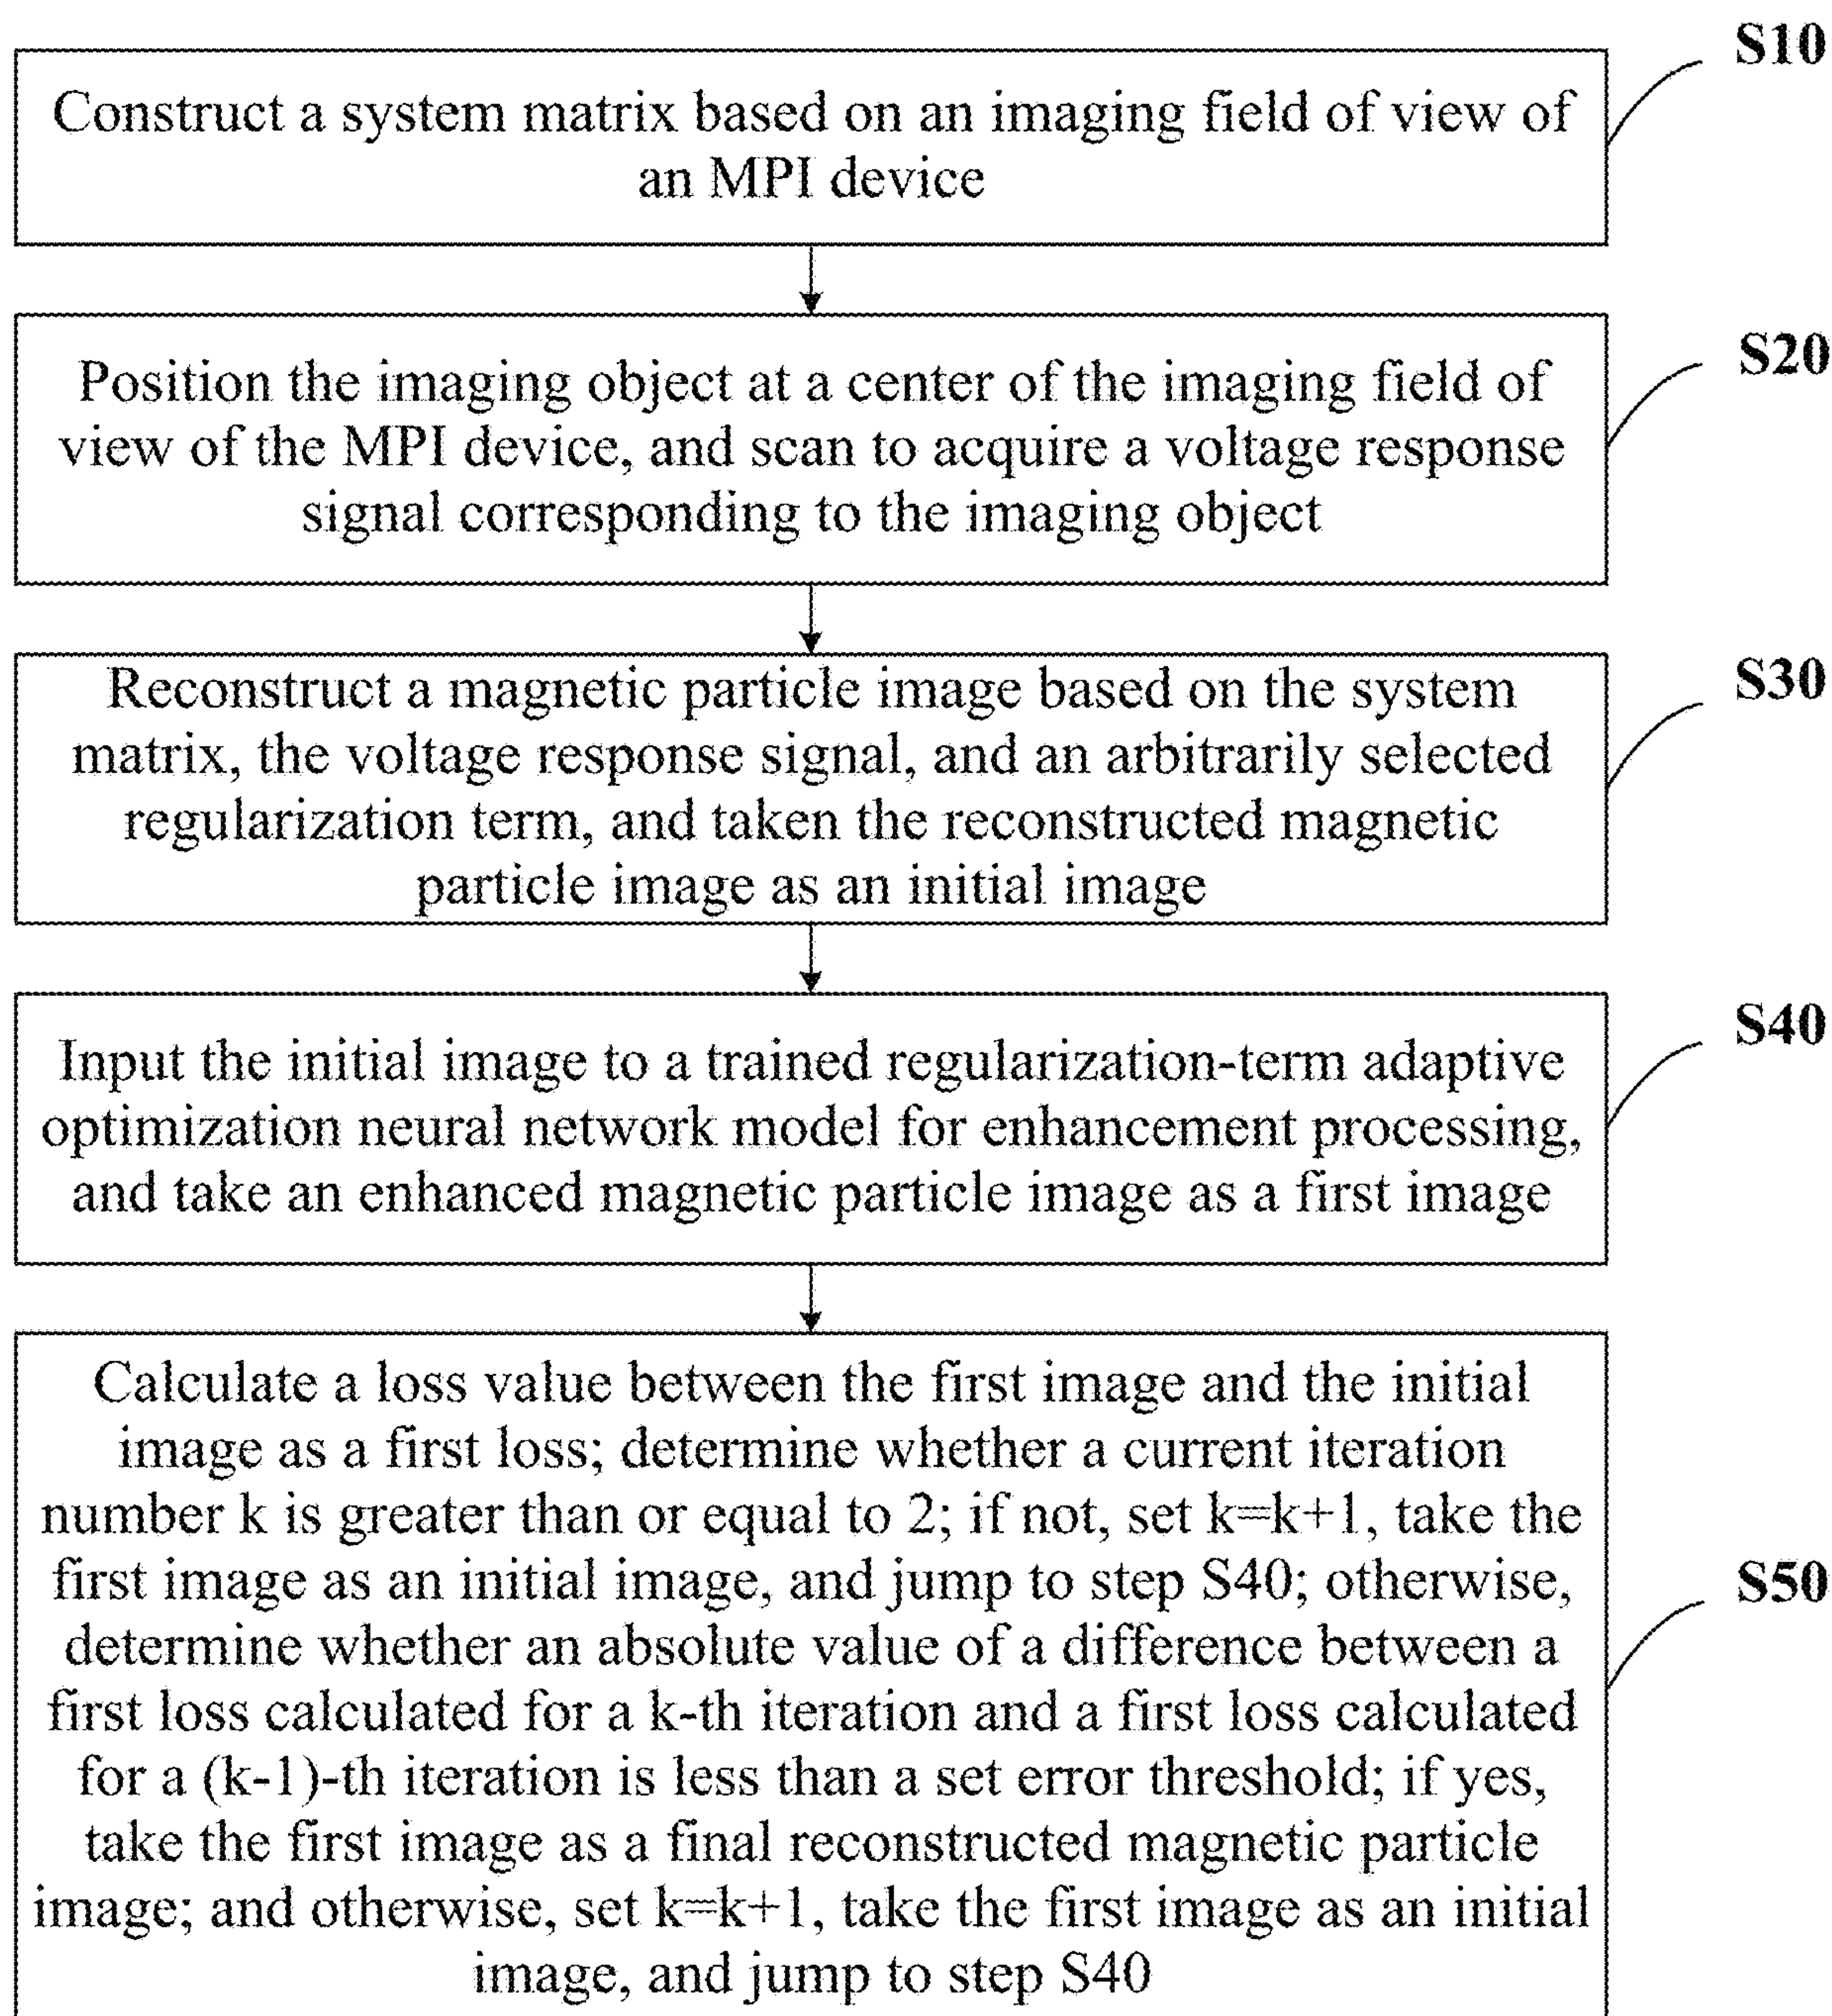 S10
Construct a system matrix based on an imaging field of view of
an MPI device
S20
Position the imaging object at a center of the imaging field of
view of the MPI device, and scan to acquire a voltage response
signal corresponding to the imaging object
S30
Reconstruct a magnetic particle image based on the system
matrix, the voltage response signal, and an arbitrarily selected
regularization term, and taken the reconstructed magnetic
particle image as an initial image
S40
Input the initial image to a trained regularization-term adaptive
optimization neural network model for enhancement processing,
and take an enhanced magnetic particle image as a first image
S50
Calculate a loss value between the first image and the initial
image as a first loss; determine whether a current iteration
number k is greater than or equal to 2; if not, set k=k+1, take the
first image as an initial image, and jump to step S40; otherwise,
determine whether an absolute value of a difference between a
first loss calculated for a k-th iteration and a first loss calculated
for a (k-1)-th iteration is less than a set error threshold; if yes,
take the first image as a final reconstructed magnetic particle
image; and otherwise, set k=k+1, take the first image as an initial
image, and jump to step S40